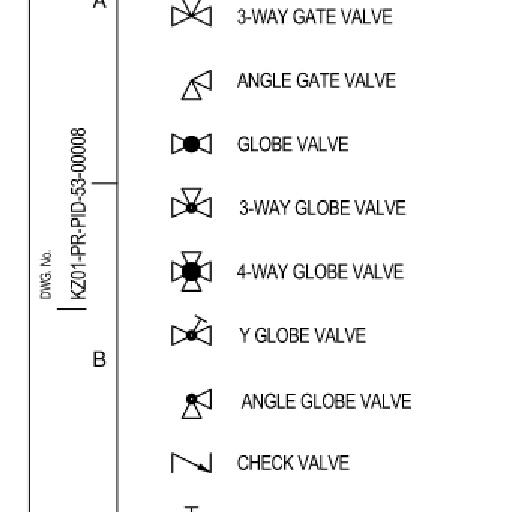 A
3-WAY GATE VALVE
ANGLE GATE VALVE
GLOBE VALVE
3-WAY GLOBE VALVE
4-WAY GLOBE VALVE
Y GLOBE VALVE
ANGLE GLOBE VALVE
CHECK VALVE
DWG. No.
KZ01-PR-PID-53-00008
B